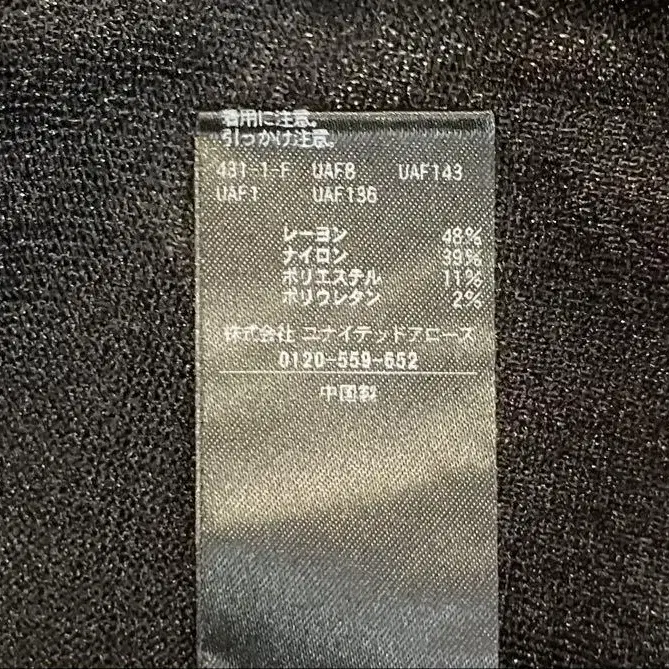 着用に注意。
引っかけ注意。
431-1-F UAF8 UAF143
UAF1 UAF136
レーヨン 48%
ナイロン 39%
ポリエステル 11%
ポリウレタン 2%
株式会社 ユナイテッドアローズ
0120-559-652
中国製